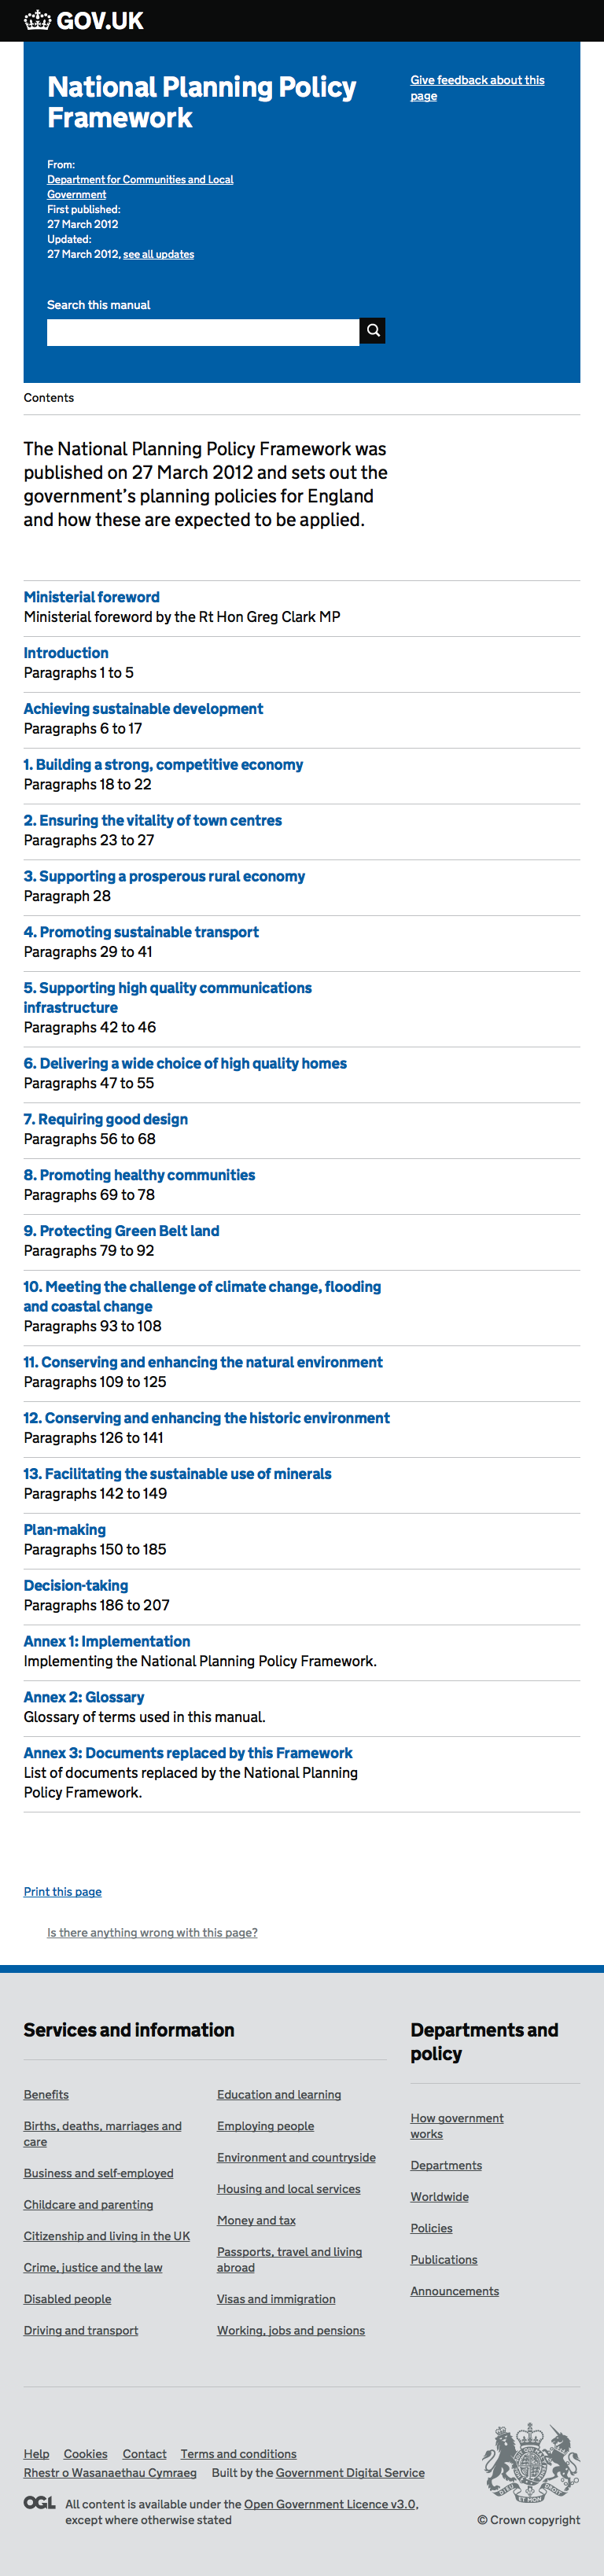 GOV.UK
National Planning Policy
Framework
Give feedback about this
page
From:
Department for Communities and Local
Government
First published:
27 March 2012
Updated:
27 March 2012, see all updates
Search this manual
Contents
The National Planning Policy Framework was
published on 27 March 2012 and sets out the
government’s planning policies for England
and how these are expected to be applied.
Ministerial foreword
Ministerial foreword by the Rt Hon Greg Clark MP
Introduction
Paragraphs 1 to 5
Achieving sustainable development
Paragraphs 6 to 17
1. Building a strong, competitive economy
Paragraphs 18 to 22
2. Ensuring the vitality of town centres
Paragraphs 23 to 27
3. Supporting a prosperous rural economy
Paragraph 28
4. Promoting sustainable transport
Paragraphs 29 to 41
5. Supporting high quality communications
infrastructure
Paragraphs 42 to 46
6. Delivering a wide choice of high quality homes
Paragraphs 47 to 55
7. Requiring good design
Paragraphs 56 to 68
8. Promoting healthy communities
Paragraphs 69 to 78
9. Protecting Green Belt land
Paragraphs 79 to 92
10. Meeting the challenge of climate change, flooding
and coastal change
Paragraphs 93 to 108
11. Conserving and enhancing the natural environment
Paragraphs 109 to 125
12. Conserving and enhancing the historic environment
Paragraphs 126 to 141
13. Facilitating the sustainable use of minerals
Paragraphs 142 to 149
Plan-making
Paragraphs 150 to 185
Decision-taking
Paragraphs 186 to 207
Annex 1: Implementation
Implementing the National Planning Policy Framework.
Annex 2: Glossary
Glossary of terms used in this manual.
Annex 3: Documents replaced by this Framework
List of documents replaced by the National Planning
Policy Framework.
Print this page
Is there anything wrong with this page?
Services and information
Benefits
Births, deaths, marriages and
care
Business and self-employed
Childcare and parenting
Citizenship and living in the UK
Crime, justice and the law
Disabled people
Driving and transport
Education and learning
Employing people
Environment and countryside
Housing and local services
Money and tax
Passports, travel and living
abroad
Visas and immigration
Working, jobs and pensions
Departments and
policy
How government
works
Departments
Worldwide
Policies
Publications
Announcements
Help Cookies Contact Terms and conditions
Rhestr o Wasanaethau Cymraeg Built by the Government Digital Service
OGL All content is available under the Open Government Licence v3.0,
except where otherwise stated
© Crown copyright